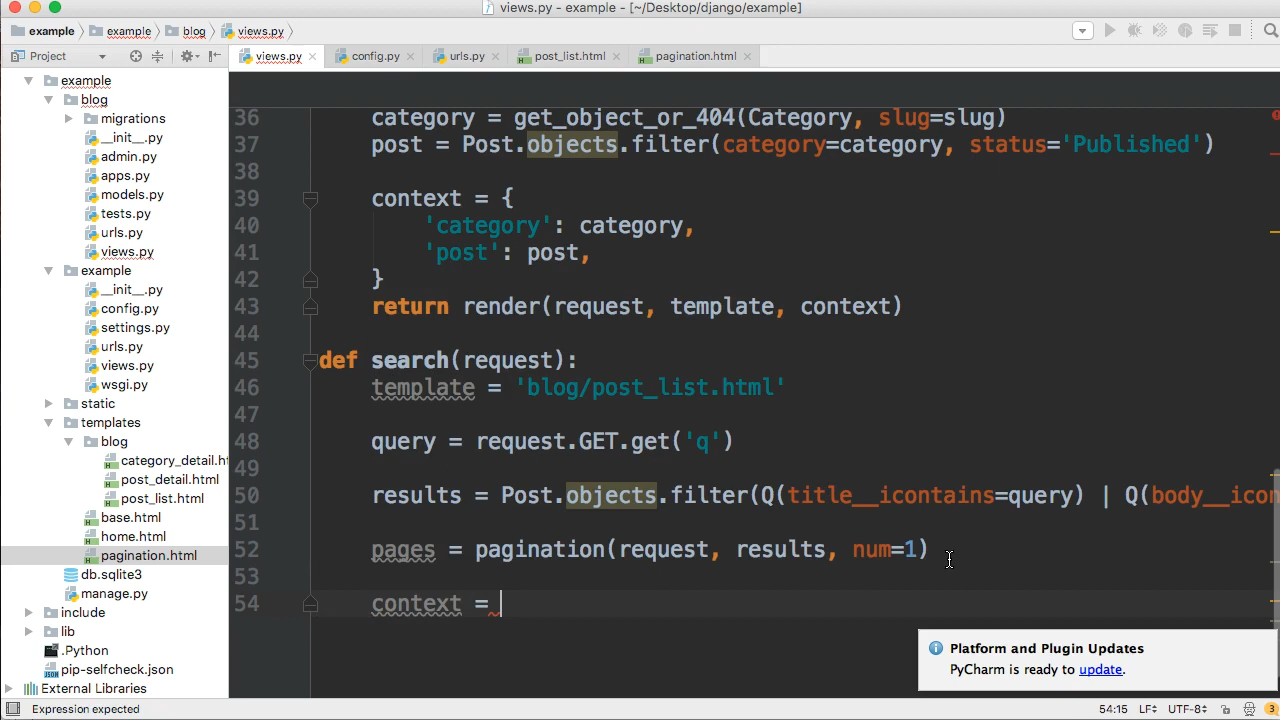 views.py - example - [~/Desktop/django/example]
example blog views.py
Project
views.py config.py urls.py post_list.html pagination.html
example
blog
migrations
__init__.py
admin.py
apps.py
models.py
tests.py
urls.py
views.py
example
__init__.py
config.py
settings.py
urls.py
views.py
wsgi.py
static
templates
blog
category_detail.ht
post_detail.html
post_list.html
base.html
home.html
pagination.html
db.sqlite3
manage.py
include
lib
.Python
pip-selfcheck.json
External Libraries
36 category = get_object_or_404(Category, slug=slug)
37 post = Post.objects.filter(category=category, status='Published')
38
39 context = {
40 'category': category,
41 'post': post,
42 }
43 return render(request, template, context)
44
45 def search(request):
46 template = 'blog/post_list.html'
47
48 query = request.GET.get('q')
49
50 results = Post.objects.filter(Q(title__icontains=query) | Q(body__icon
51
52 pages = pagination(request, results, num=1)
53
54 context =
Platform and Plugin Updates
PyCharm is ready to update.
Expression expected 54:15 LF UTF-8 3